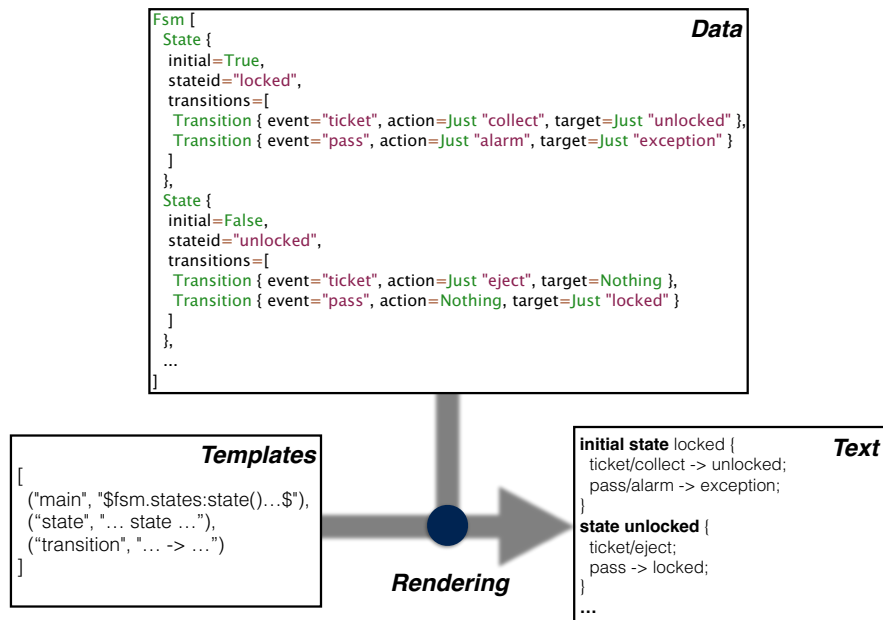 Data
Fsm [
State {
initial=True,
stateid="locked",
transitions=[
Transition { event="ticket", action=Just "collect", target=Just "unlocked" },
Transition { event="pass", action=Just "alarm", target=Just "exception" }
]
},
State {
initial=False,
stateid="unlocked",
transitions=[
Transition { event="ticket", action=Just "eject", target=Nothing },
Transition { event="pass", action=Nothing, target=Just "locked" }
]
},
...
]
Templates
[
("main", "$fsm.states:state()…$"),
(“state", "… state …”),
(“transition", "… -> …”)
]
Rendering
Text
initial state locked {
ticket/collect -> unlocked;
pass/alarm -> exception;
}
state unlocked {
ticket/eject;
pass -> locked;
}
...